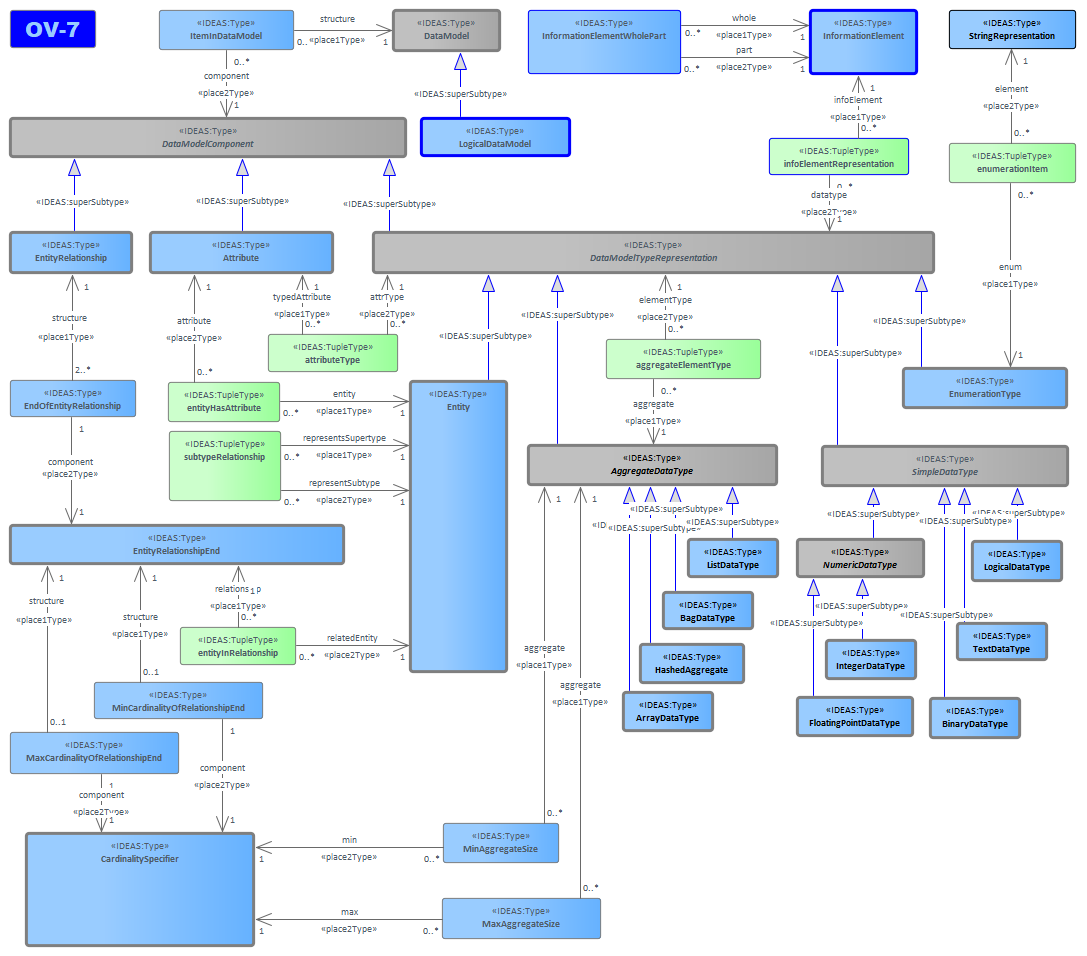 OV-7
«IDEAS:Type»
ItemInDataModel
structure
«place1Type»
0..*
1
«IDEAS:Type»
DataModel
«IDEAS:Type»
InformationElementWholePart
whole
0..*
«place1Type»
1
part
0..*
«place2Type»
1
«IDEAS:Type»
InformationElement
«IDEAS:Type»
StringRepresentation
0..*
component
«place2Type»
1
«IDEAS:superSubtype»
infoElement
1
«place1Type»
0..*
element
1
«place2Type»
0..*
«IDEAS:Type»
DataModelComponent
«IDEAS:Type»
LogicalDataModel
«IDEAS:TupleType»
infoElementRepresentation
«IDEAS:TupleType»
enumerationItem
0..*
datatype
«place2Type»
1
0..*
«IDEAS:superSubtype»
«IDEAS:superSubtype»
«IDEAS:superSubtype»
«IDEAS:Type»
EntityRelationship
«IDEAS:Type»
Attribute
«IDEAS:Type»
DataModelTypeRepresentation
enum
«place1Type»
1
1
structure
«place1Type»
2..*
1
attribute
«place2Type»
0..*
1
typedAttribute
«place1Type»
0..*
1
attrType
«place2Type»
0..*
«IDEAS:superSubtype»
«IDEAS:superSubtype»
1
elementType
«place2Type»
0..*
«IDEAS:superSubtype»
«IDEAS:superSubtype»
«IDEAS:TupleType»
attributeType
«IDEAS:TupleType»
aggregateElementType
«IDEAS:Type»
EnumerationType
«IDEAS:Type»
EndOfEntityRelationship
«IDEAS:TupleType»
entityHasAttribute
entity
0..*
«place1Type»
1
«IDEAS:Type»
Entity
0..*
aggregate
«place1Type»
1
«IDEAS:TupleType»
subtypeRelationship
representsSupertype
0..*
«place1Type»
1
representSubtype
0..*
«place2Type»
1
1
component
«place2Type»
1
«IDEAS:Type»
AggregateDataType
«IDEAS:Type»
SimpleDataType
1
1
«IDEAS:superSubtype»
«IDEAS:superSubtype»
«IDEAS:superSubtype»
«IDEAS:superSubtype»
«IDEAS:superSubtype»
«IDEAS:Type»
EntityRelationshipEnd
«IDEAS:Type»
ListDataType
«IDEAS:Type»
NumericDataType
«IDEAS:Type»
LogicalDataType
1
structure
«place1Type»
0..1
1
structure
«place1Type»
0..1
1
«place1Type»
0..*
«IDEAS:Type»
BagDataType
«IDEAS:superSubtype»
«IDEAS:superSubtype»
«IDEAS:superSubtype»
«IDEAS:TupleType»
entityInRelationship
relatedEntity
0..*
«place2Type»
1
«IDEAS:Type»
TextDataType
aggregate
«place1Type»
«IDEAS:Type»
HashedAggregate
«IDEAS:Type»
IntegerDataType
«IDEAS:Type»
MinCardinalityOfRelationshipEnd
aggregate
«place1Type»
«IDEAS:Type»
ArrayDataType
«IDEAS:Type»
FloatingPointDataType
«IDEAS:Type»
BinaryDataType
«IDEAS:Type»
MaxCardinalityOfRelationshipEnd
1
component
«place2Type»
1
1
component
«place2Type»
1
0..*
«IDEAS:Type»
CardinalitySpecifier
min
1
«place2Type»
0..*
«IDEAS:Type»
MinAggregateSize
0..*
max
1
«place2Type»
0..*
«IDEAS:Type»
MaxAggregateSize